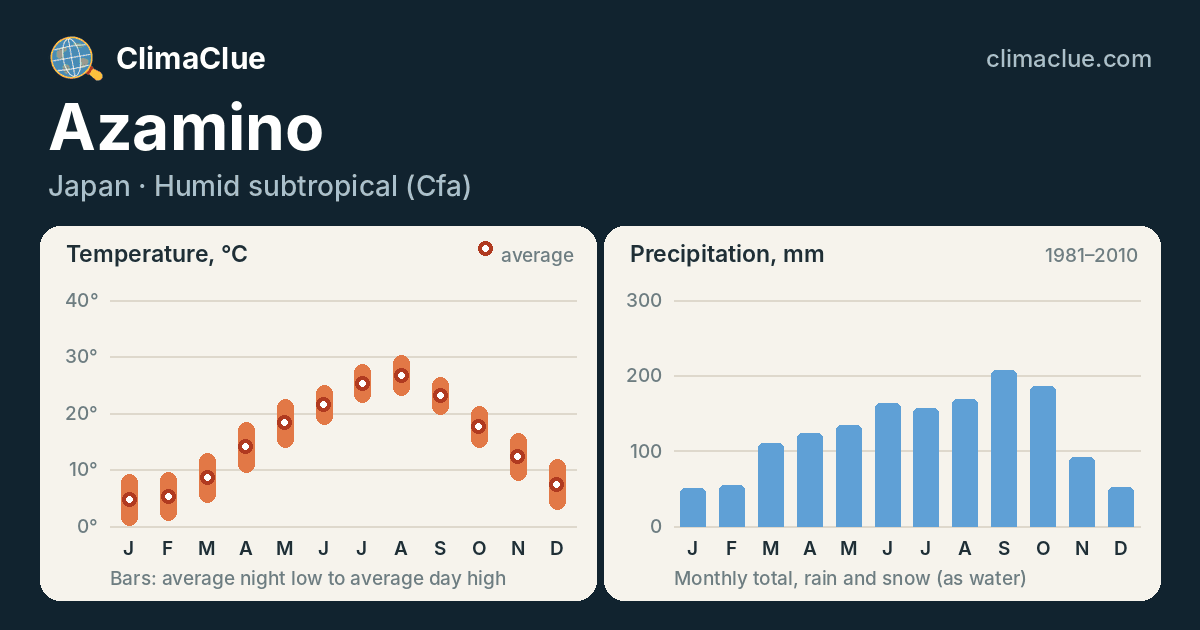 ClimaClue
climaclue.com
Azamino
Japan · Humid subtropical (Cfa)
Temperature, °C
average
40°
30°
20°
10°
0°
J F M A M J J A S O N D
Bars: average night low to average day high
Precipitation, mm
1981–2010
300
200
100
0
J F M A M J J A S O N D
Monthly total, rain and snow (as water)